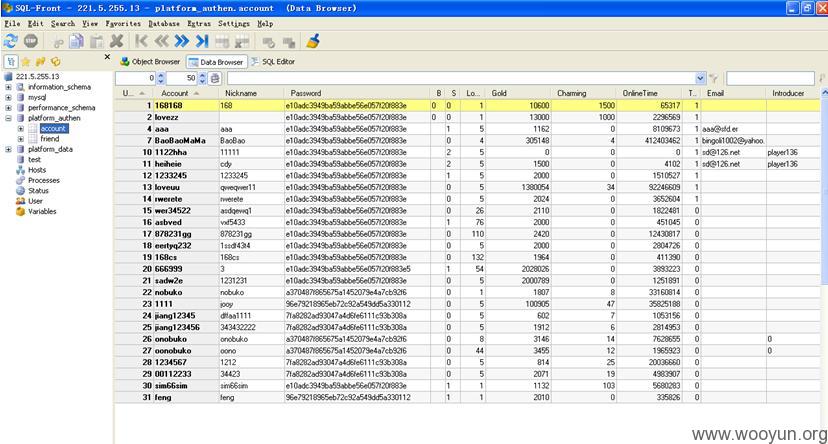 SQL-Front - 221.5.255.13 - platform_authen.account (Data Browser)
File Edit Search View Favorites Database Extras Settings Help
221.5.255.13
information_schema
mysql
performance_schema
platform_authen
account
friend
platform_data
test
Hosts
Processes
Status
User
Variables
Object Browser Data Browser SQL Editor
0 50
U... Account Nickname Password B S Lo... Gold Charming OnlineTime T... Email Introducer
1 168168 168 e10adc3949ba59abbe56e057f20f883e 0 0 1 10600 1500 65317 1
2 lovezz e10adc3949ba59abbe56e057f20f883e 0 0 1 13000 1000 2296569 1
4 aaa aaa e10adc3949ba59abbe56e057f20f883e 1 5 1162 0 8109673 1 aaa@sfd.er
7 BaoBaoMaMa BaoBao e10adc3949ba59abbe56e057f20f883e 0 4 305148 4 412403462 1 bingoli1002@yahoo.
10 1122hha 11111 e10adc3949ba59abbe56e057f20f883e 2 5 0 0 0 1 sd@126.net player136
11 heiheie cdy e10adc3949ba59abbe56e057f20f883e 2 5 1500 0 4102 1 sd@126.net player136
12 1233245 1233245 e10adc3949ba59abbe56e057f20f883e 1 5 2000 0 1510527 1
13 loveuu qweqwer11 e10adc3949ba59abbe56e057f20f883e 0 4 1380054 34 92246609 1
14 rwerete rwerete e10adc3949ba59abbe56e057f20f883e 0 5 2024 0 3652604 1
15 wer34522 asdqewq1 e10adc3949ba59abbe56e057f20f883e 0 26 2110 0 1822481 0
16 asbved vxf5433 e10adc3949ba59abbe56e057f20f883e 1 76 2000 0 451045 0
17 878231gg 878231gg e10adc3949ba59abbe56e057f20f883e 0 110 2420 0 12430817 0
18 eertyq232 1ssdf43t4 e10adc3949ba59abbe56e057f20f883e 0 5 2000 0 2804726 0
19 168cs 168cs e10adc3949ba59abbe56e057f20f883e 0 132 1964 0 411390 0
20 666999 3 e10adc3949ba59abbe56e057f20f883e5 1 54 2028026 0 3893223 0
21 sadw2e 1231231 e10adc3949ba59abbe56e057f20f883e 0 5 2000789 0 1251891 0
22 nobuko nobuko a370487f865675a1452079e4a7cb92f6 0 1 1807 8 33160814 0
23 1111 jooy 96e79218965eb72c92a549dd5a330112 0 5 100905 47 35825188 0
24 jiang12345 dffaa1111 7fa8282ad93047a4d6fe6111c93b308a 0 5 602 7 1053156 0
25 jiang123456 343432222 7fa8282ad93047a4d6fe6111c93b308a 0 5 1912 6 2814953 0
26 onobuko onobuko a370487f865675a1452079e4a7cb92f6 0 8 3146 14 7628655 0 0
27 oonobuko oono a370487f865675a1452079e4a7cb92f6 0 44 3455 12 1965923 0 0
28 1234567 1212 7fa8282ad93047a4d6fe6111c93b308a 0 5 814 25 20036660 0
29 00112233 34423 7fa8282ad93047a4d6fe6111c93b308a 0 5 2071 19 4983907 0
30 sim66sim sim66sim e10adc3949ba59abbe56e057f20f883e 1 1 1132 103 5680283 0
31 feng feng 96e79218965eb72c92a549dd5a330112 1 0 2010 0 335826 0
www.wooyun.org